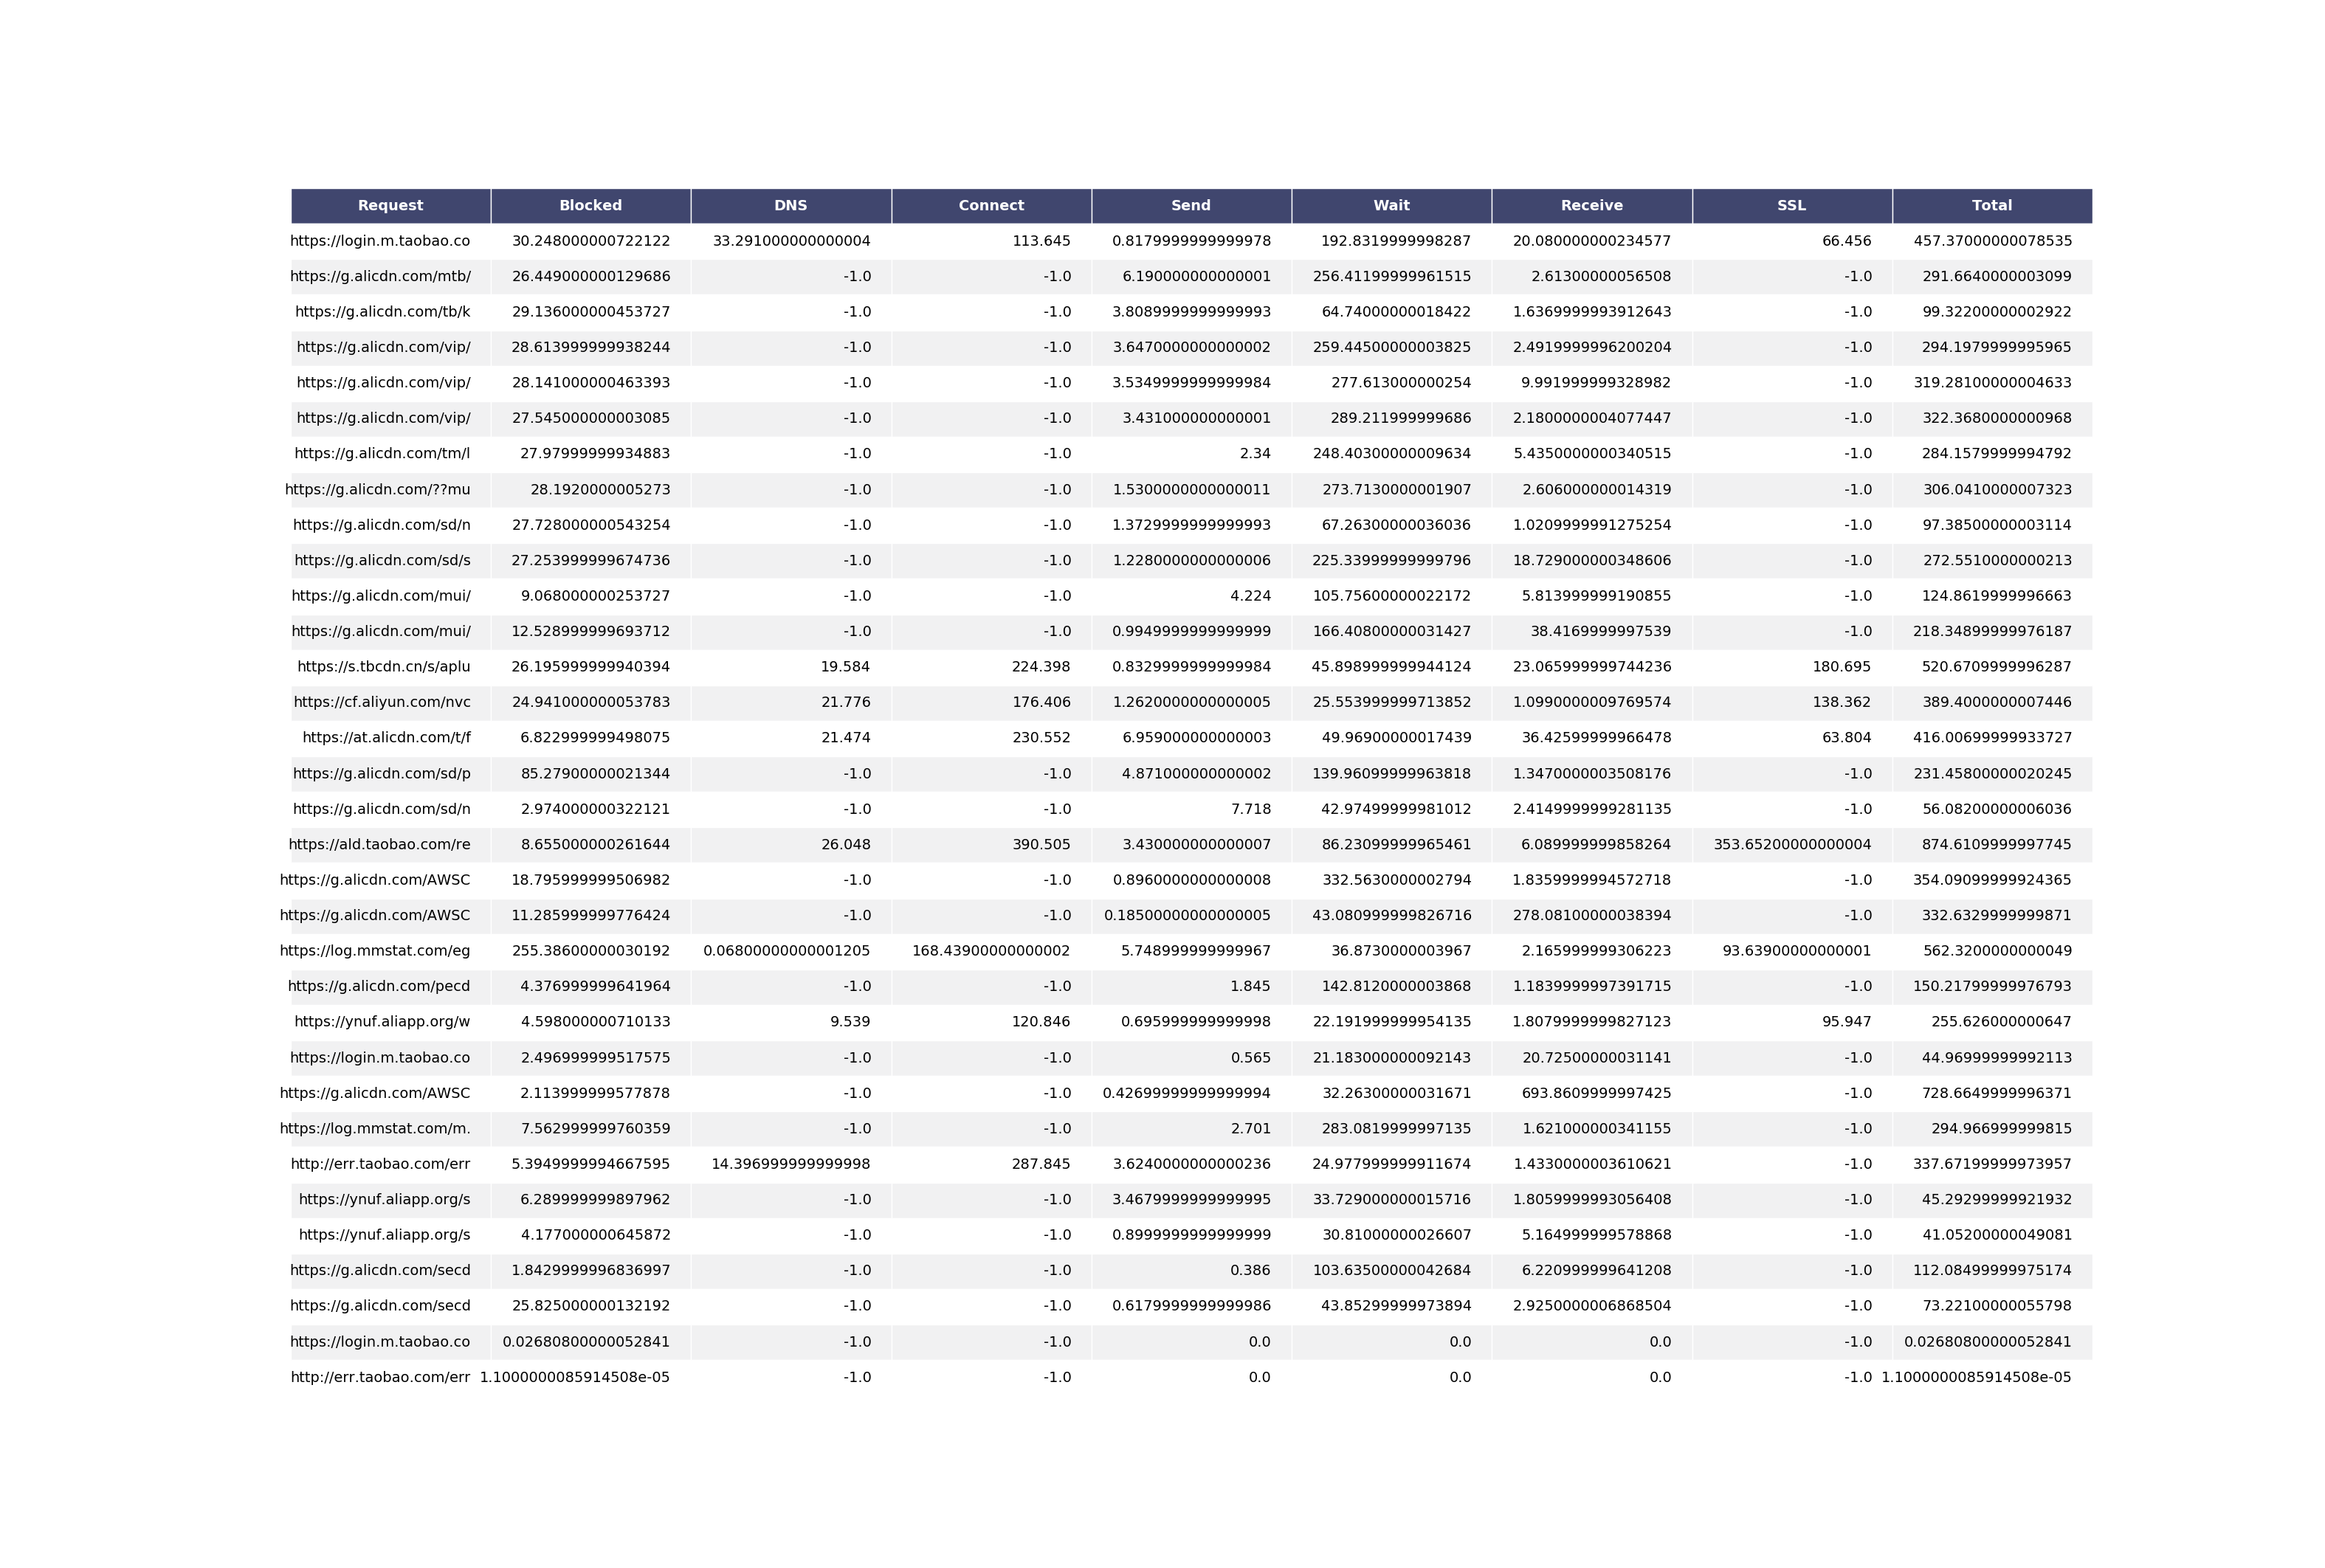 Request Blocked DNS Connect Send Wait Receive SSL Total
https://login.m.taobao.co 30.248000000722122 33.291000000000004 113.645 0.8179999999999978 192.8319999998287 20.080000000234577 66.456 457.37000000078535
https://g.alicdn.com/mtb/ 26.449000000129686 -1.0 -1.0 6.190000000000001 256.41199999961515 2.61300000056508 -1.0 291.6640000003099
https://g.alicdn.com/tb/k 29.136000000453727 -1.0 -1.0 3.8089999999999993 64.74000000018422 1.6369999993912643 -1.0 99.32200000002922
https://g.alicdn.com/vip/ 28.613999999938244 -1.0 -1.0 3.6470000000000002 259.44500000003825 2.4919999996200204 -1.0 294.1979999995965
https://g.alicdn.com/vip/ 28.141000000463393 -1.0 -1.0 3.5349999999999984 277.613000000254 9.991999999328982 -1.0 319.28100000004633
https://g.alicdn.com/vip/ 27.545000000003085 -1.0 -1.0 3.431000000000001 289.211999999686 2.1800000004077447 -1.0 322.3680000000968
https://g.alicdn.com/tm/l 27.97999999934883 -1.0 -1.0 2.34 248.40300000009634 5.4350000000340515 -1.0 284.1579999994792
https://g.alicdn.com/??mu 28.1920000005273 -1.0 -1.0 1.5300000000000011 273.7130000001907 2.606000000014319 -1.0 306.0410000007323
https://g.alicdn.com/sd/n 27.728000000543254 -1.0 -1.0 1.3729999999999993 67.26300000036036 1.0209999991275254 -1.0 97.38500000003114
https://g.alicdn.com/sd/s 27.253999999674736 -1.0 -1.0 1.2280000000000006 225.33999999999796 18.729000000348606 -1.0 272.5510000000213
https://g.alicdn.com/mui/ 9.068000000253727 -1.0 -1.0 4.224 105.75600000022172 5.813999999190855 -1.0 124.8619999996663
https://g.alicdn.com/mui/ 12.528999999693712 -1.0 -1.0 0.9949999999999999 166.40800000031427 38.4169999997539 -1.0 218.34899999976187
https://s.tbcdn.cn/s/aplu 26.195999999940394 19.584 224.398 0.8329999999999984 45.898999999944124 23.065999999744236 180.695 520.6709999996287
https://cf.aliyun.com/nvc 24.941000000053783 21.776 176.406 1.2620000000000005 25.553999999713852 1.0990000009769574 138.362 389.4000000007446
https://at.alicdn.com/t/f 6.822999999498075 21.474 230.552 6.959000000000003 49.96900000017439 36.42599999966478 63.804 416.00699999933727
https://g.alicdn.com/sd/p 85.27900000021344 -1.0 -1.0 4.871000000000002 139.96099999963818 1.3470000003508176 -1.0 231.45800000020245
https://g.alicdn.com/sd/n 2.974000000322121 -1.0 -1.0 7.718 42.97499999981012 2.4149999999281135 -1.0 56.08200000006036
https://ald.taobao.com/re 8.655000000261644 26.048 390.505 3.430000000000007 86.23099999965461 6.089999999858264 353.65200000000004 874.6109999997745
https://g.alicdn.com/AWSC 18.795999999506982 -1.0 -1.0 0.8960000000000008 332.5630000002794 1.8359999994572718 -1.0 354.09099999924365
https://g.alicdn.com/AWSC 11.285999999776424 -1.0 -1.0 0.18500000000000005 43.080999999826716 278.08100000038394 -1.0 332.6329999999871
https://log.mmstat.com/eg 255.38600000030192 0.06800000000001205 168.43900000000002 5.748999999999967 36.8730000003967 2.165999999306223 93.63900000000001 562.3200000000049
https://g.alicdn.com/pecd 4.376999999641964 -1.0 -1.0 1.845 142.8120000003868 1.1839999997391715 -1.0 150.21799999976793
https://ynuf.aliapp.org/w 4.598000000710133 9.539 120.846 0.695999999999998 22.191999999954135 1.8079999999827123 95.947 255.626000000647
https://login.m.taobao.co 2.496999999517575 -1.0 -1.0 0.565 21.183000000092143 20.72500000031141 -1.0 44.96999999992113
https://g.alicdn.com/AWSC 2.113999999577878 -1.0 -1.0 0.42699999999999994 32.26300000031671 693.8609999997425 -1.0 728.6649999996371
https://log.mmstat.com/m. 7.562999999760359 -1.0 -1.0 2.701 283.0819999997135 1.621000000341155 -1.0 294.966999999815
http://err.taobao.com/err 5.3949999994667595 14.396999999999998 287.845 3.6240000000000236 24.977999999911674 1.4330000003610621 -1.0 337.67199999973957
https://ynuf.aliapp.org/s 6.289999999897962 -1.0 -1.0 3.4679999999999995 33.729000000015716 1.8059999993056408 -1.0 45.29299999921932
https://ynuf.aliapp.org/s 4.177000000645872 -1.0 -1.0 0.8999999999999999 30.81000000026607 5.164999999578868 -1.0 41.05200000049081
https://g.alicdn.com/secd 1.8429999996836997 -1.0 -1.0 0.386 103.63500000042684 6.220999999641208 -1.0 112.08499999975174
https://g.alicdn.com/secd 25.825000000132192 -1.0 -1.0 0.6179999999999986 43.85299999973894 2.9250000006868504 -1.0 73.22100000055798
https://login.m.taobao.co 0.02680800000052841 -1.0 -1.0 0.0 0.0 0.0 -1.0 0.02680800000052841
http://err.taobao.com/err 1.1000000085914508e-05 -1.0 -1.0 0.0 0.0 0.0 -1.0 1.1000000085914508e-05